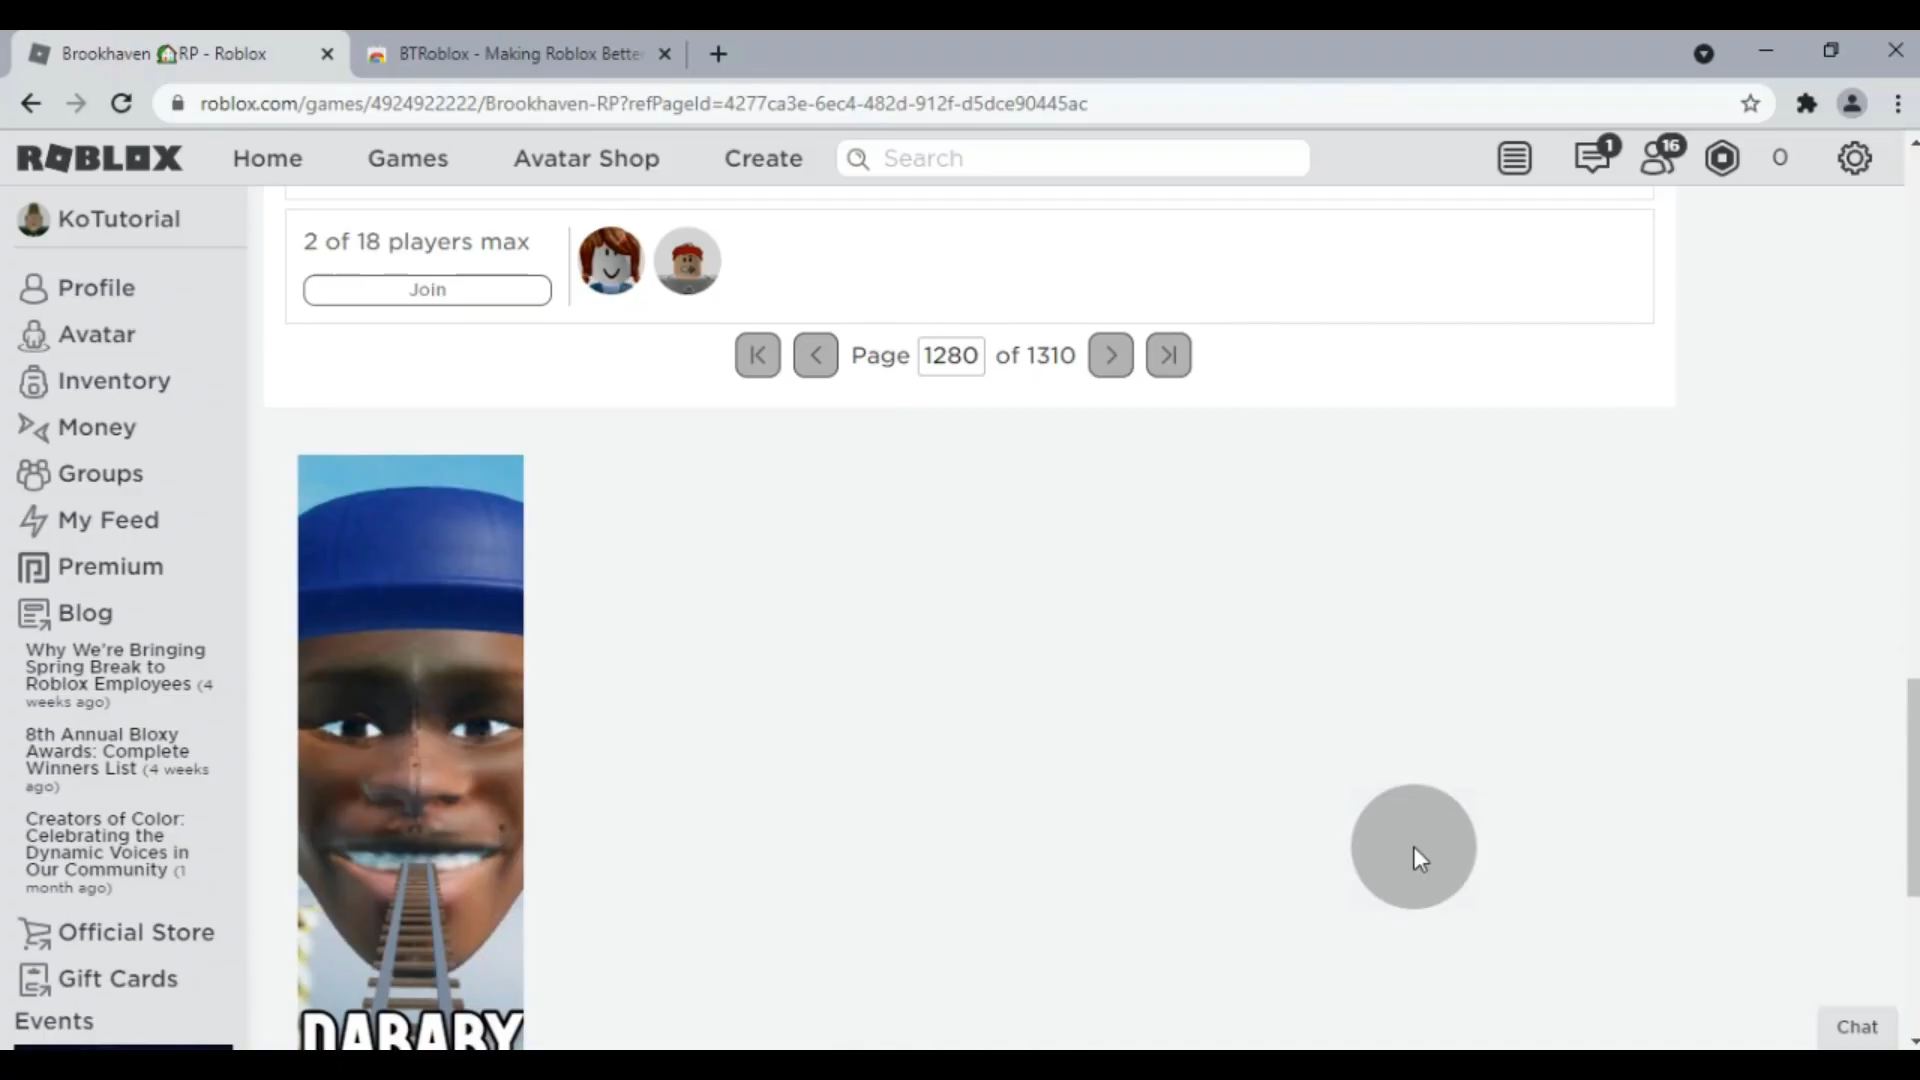 Brookhaven 🏠RP - Roblox
BTRoblox - Making Roblox Bette
roblox.com/games/4924922222/Brookhaven-RP?refPageId=4277ca3e-6ec4-482d-912f-d5dce90445ac
ROBLOX
Home
Games
Avatar Shop
Create
Search
1
16
0
KoTutorial
Profile
Avatar
Inventory
Money
Groups
My Feed
Premium
Blog
Why We're Bringing
Spring Break to
Roblox Employees (4
weeks ago)
8th Annual Bloxy
Awards: Complete
Winners List (4 weeks
ago)
Creators of Color:
Celebrating the
Dynamic Voices in
Our Community (1
month ago)
Official Store
Gift Cards
Events
2 of 18 players max
Join
Page 1280 of 1310
DABABY
Chat